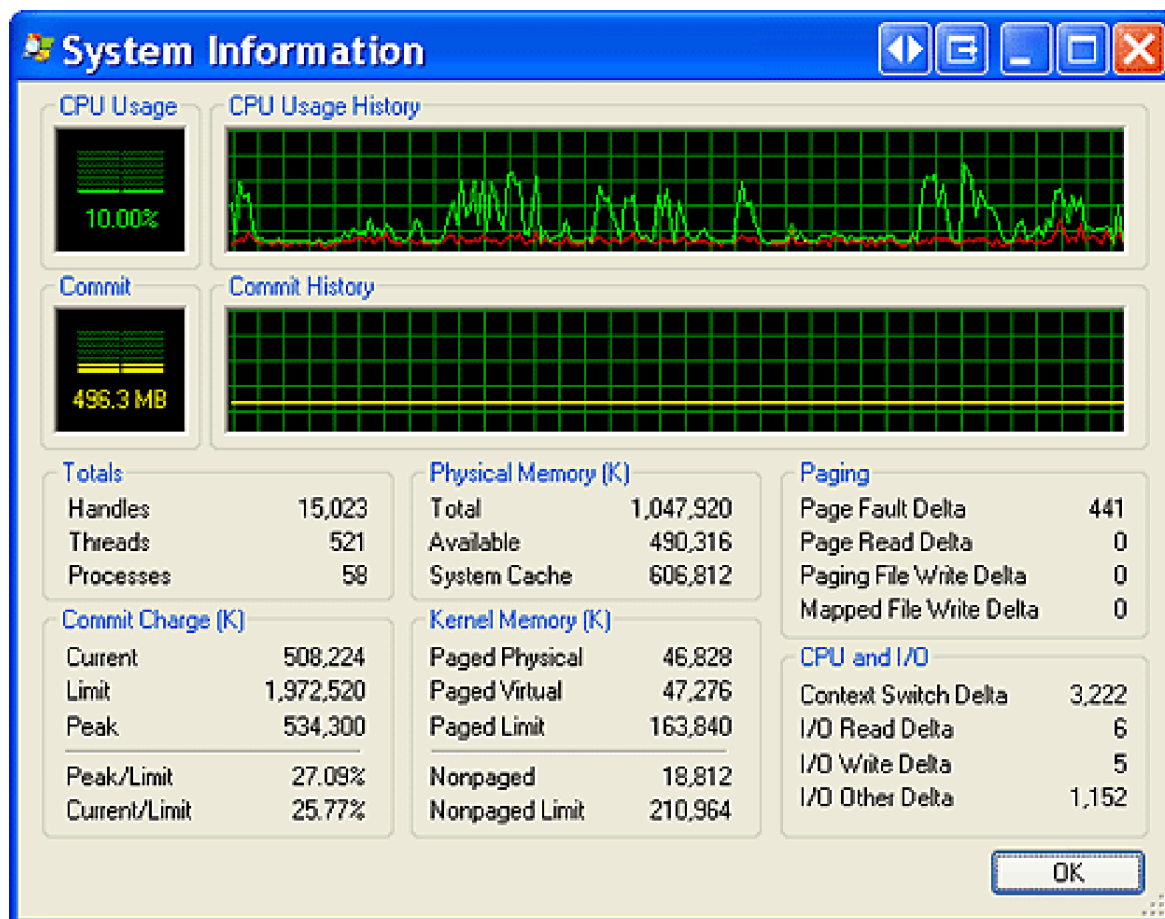 System Information
CPU Usage
CPU Usage History
10.00%
Commit
Commit History
496.3 MB
Totals
Handles 15,023
Threads 521
Processes 58
Physical Memory (K)
Total 1,047,920
Available 490,316
System Cache 606,812
Paging
Page Fault Delta 441
Page Read Delta 0
Paging File Write Delta 0
Mapped File Write Delta 0
Commit Charge (K)
Current 508,224
Limit 1,972,520
Peak 534,300
Peak/Limit 27.09%
Current/Limit 25.77%
Kernel Memory (K)
Paged Physical 46,828
Paged Virtual 47,276
Paged Limit 163,840
Nonpaged 18,812
Nonpaged Limit 210,964
CPU and I/O
Context Switch Delta 3,222
I/O Read Delta 6
I/O Write Delta 5
I/O Other Delta 1,152
OK